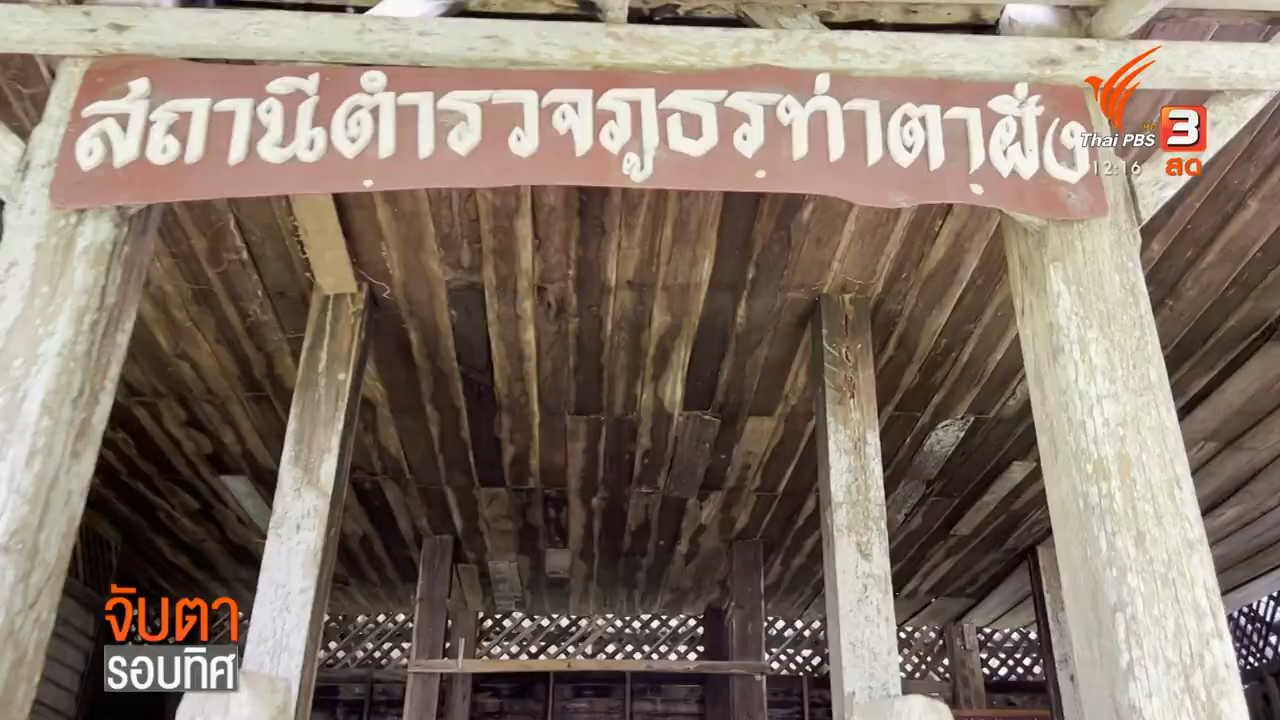 สถานีตำรวจภูธรท่าตาฝั่ง
Thai PBS 3
12:16 สด
จับตา
รอบทิศ